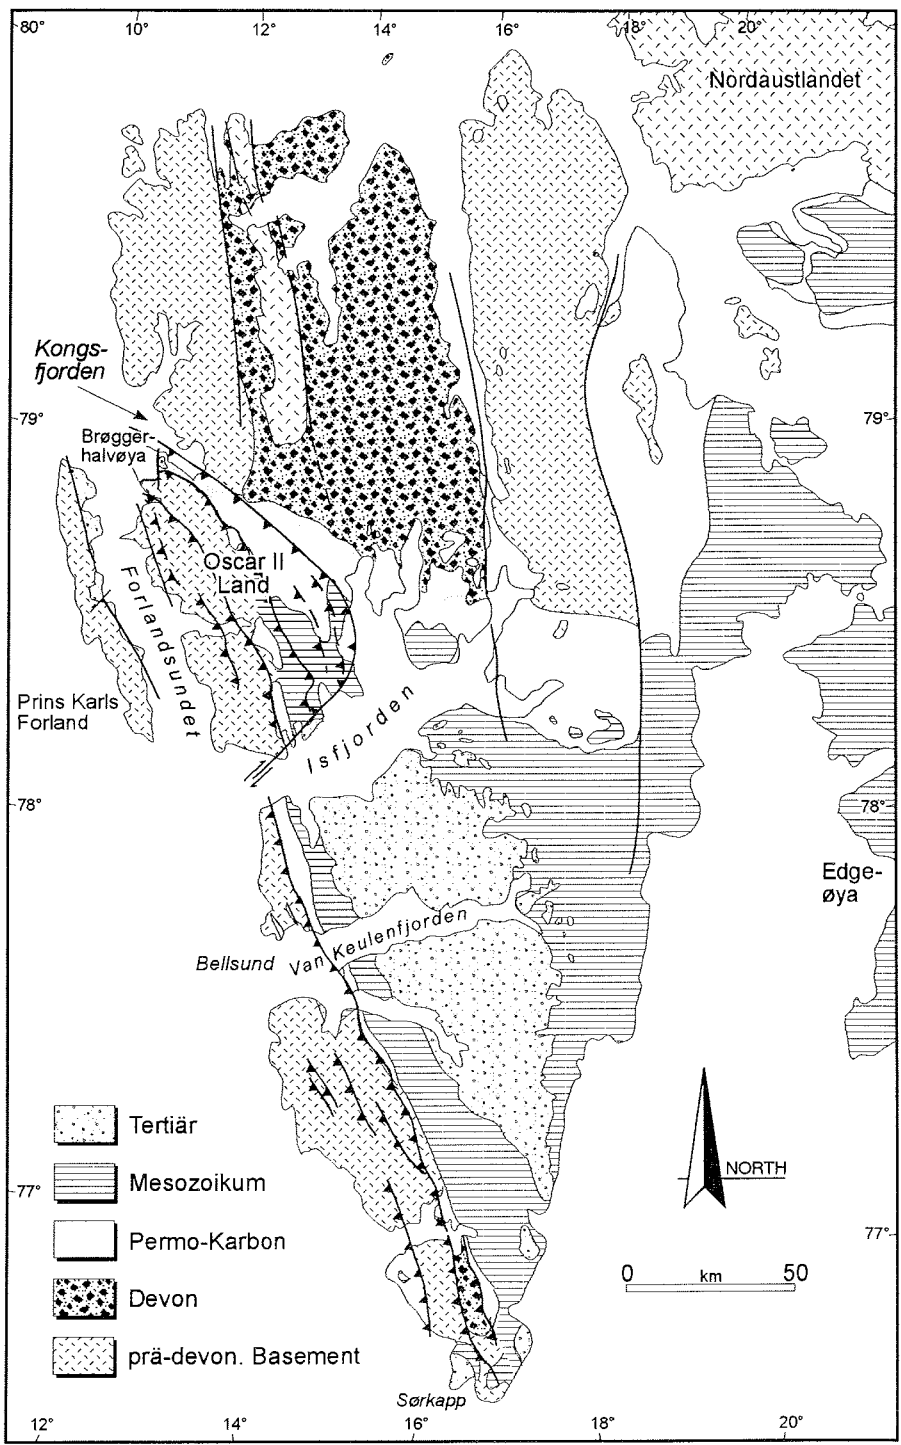 80° 10° 12° 14° 16° 18° 20°
Nordaustlandet
Kongs-
fjorden
79°
79°
Brøgger-
halvøya
Oscar II
Land
Forlandsundet
Prins Karls
Forland
Isfjorden
78°
78°
Edge-
øya
Van Keulenfjorden
Bellsund
Tertiär
Mesozoikum
Permo-Karbon
Devon
prä-devon. Basement
NORTH
77°
77°
0 km 50
Sørkapp
12° 14° 16° 18° 20°